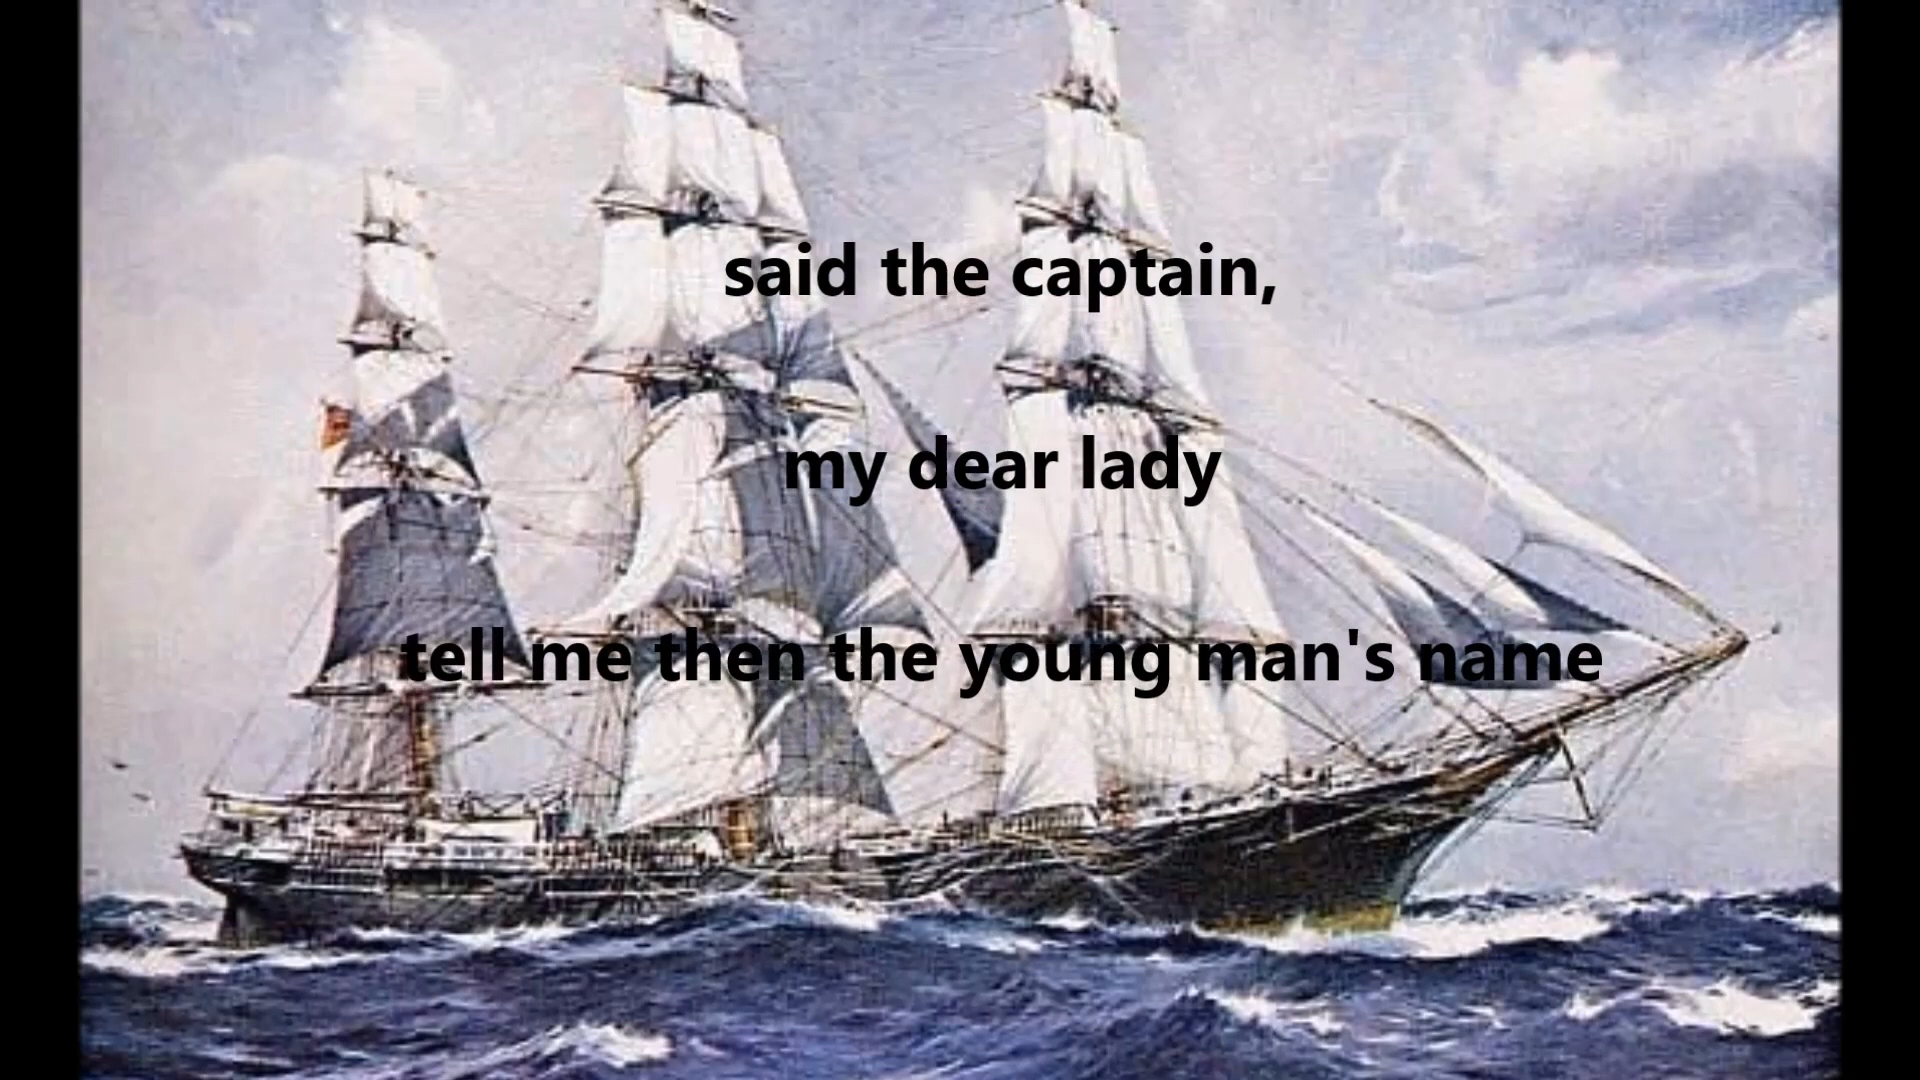 said the captain,
my dear lady
tell me then the young man's name